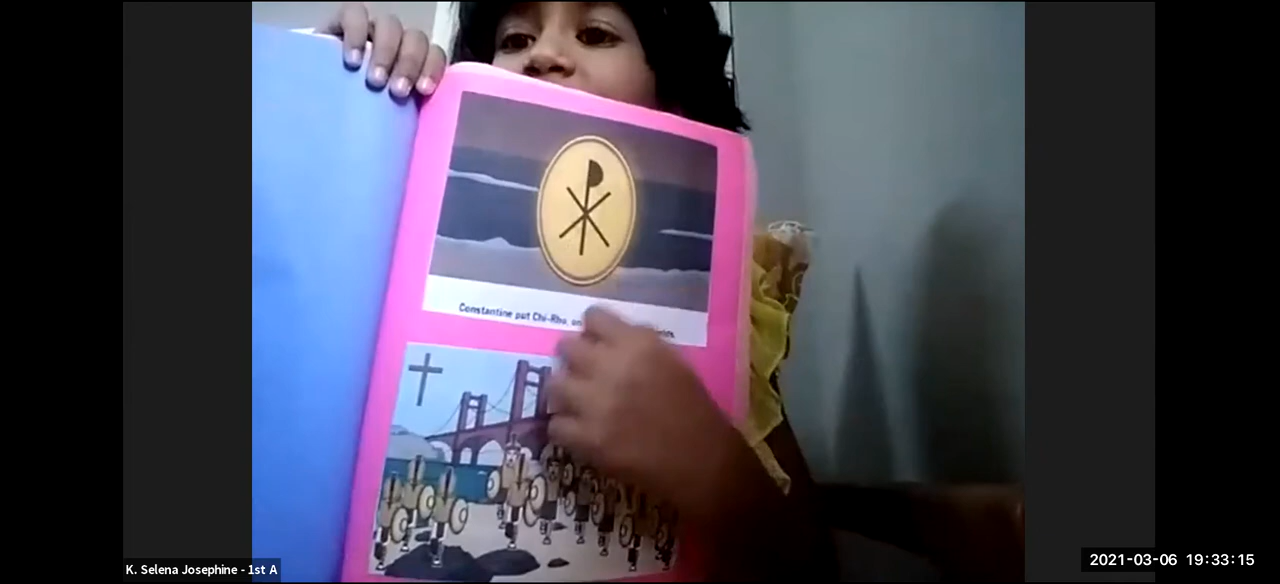 Constantine put Chi-Rho, on
K. Selena Josephine - 1st A
2021-03-06 19:33:15